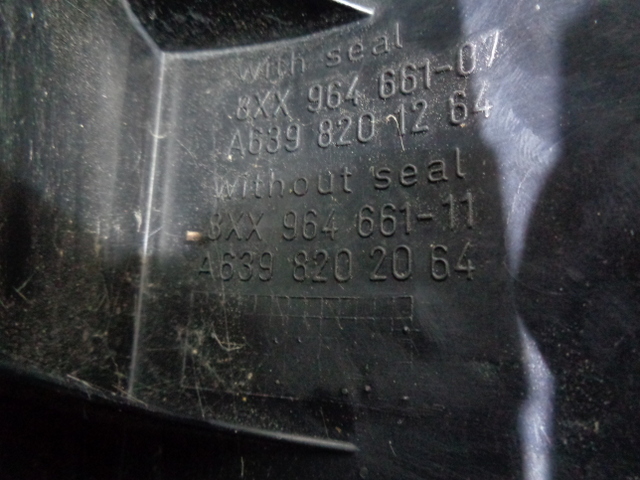 with seal
8XX 964 661-07
A639 820 12 64
without seal
8XX 964 661-11
A639 820 20 64